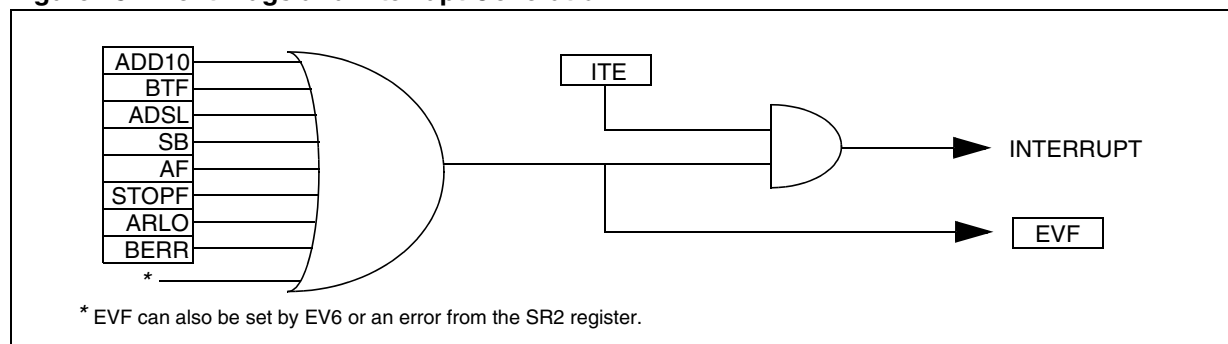 ADD10
BTF
ADSL
SB
AF
STOPF
ARLO
BERR
*
ITE
INTERRUPT
EVF
* EVF can also be set by EV6 or an error from the SR2 register.